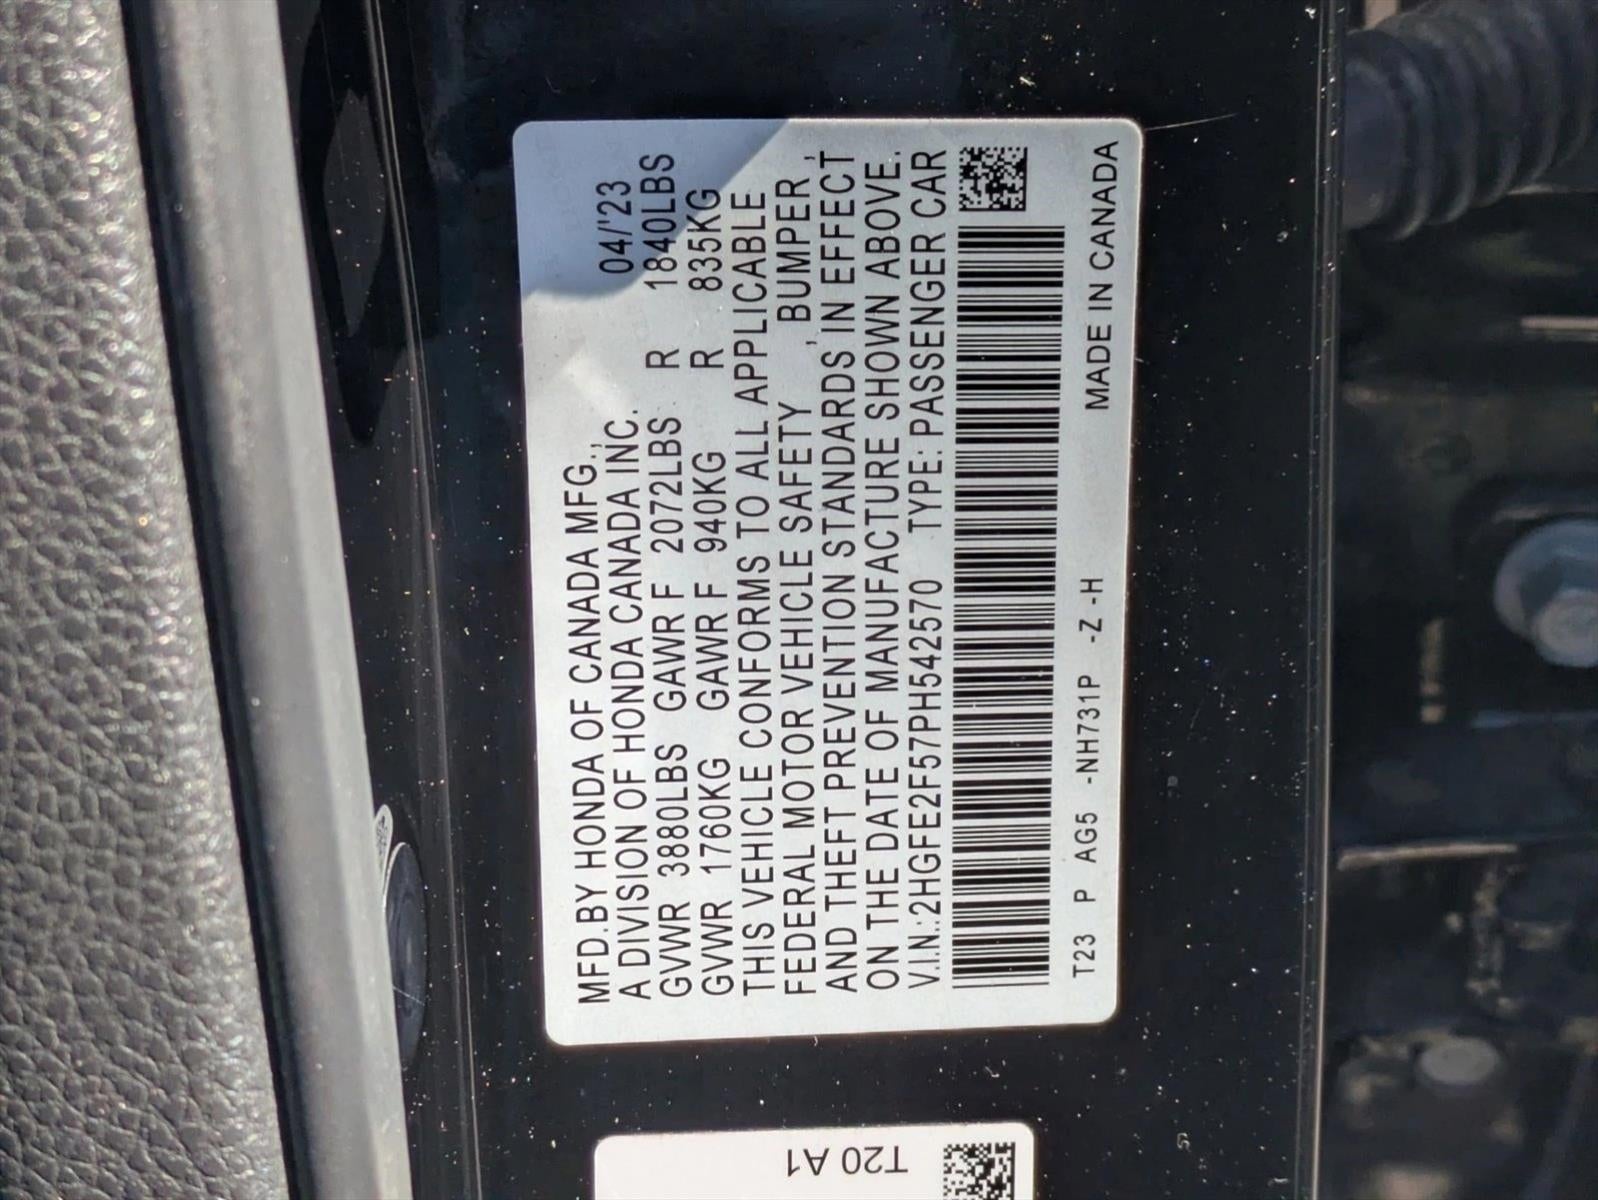 MFD.BY HONDA OF CANADA MFG.,
A DIVISION OF HONDA CANADA INC. 04/'23
GVWR 3880LBS GAWR F 2072LBS R 1840LBS
GVWR 1760KG GAWR F 940KG R 835KG
THIS VEHICLE CONFORMS TO ALL APPLICABLE
FEDERAL MOTOR VEHICLE SAFETY , BUMPER ,
AND THEFT PREVENTION STANDARDS IN EFFECT
ON THE DATE OF MANUFACTURE SHOWN ABOVE.
V.I.N.:2HGFE2F57PH542570 TYPE: PASSENGER CAR
T23 P AG5 -NH731P -Z -H MADE IN CANADA
T20 A1